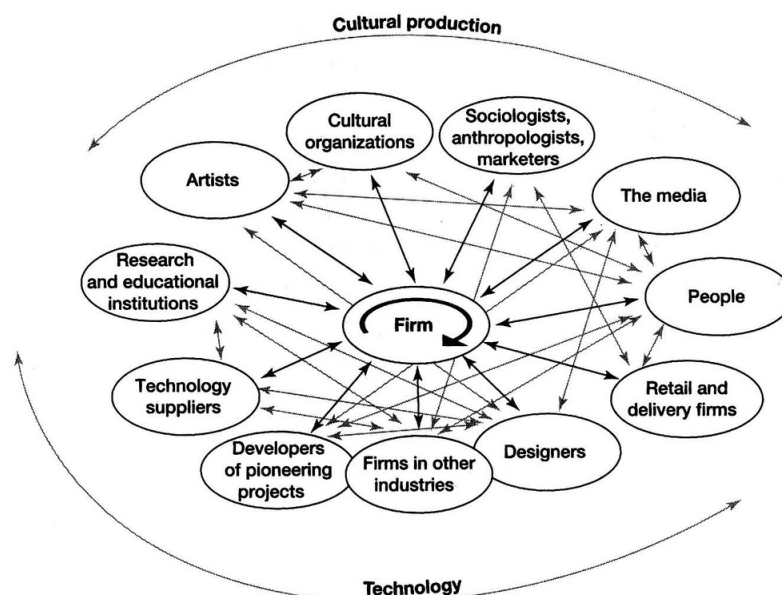 Cultural production
Cultural
organizations
Sociologists,
anthropologists,
marketers
Artists
The media
Research
and educational
institutions
People
Firm
Technology
suppliers
Retail and
delivery firms
Developers
of pioneering
projects
Firms in other
industries
Designers
Technology